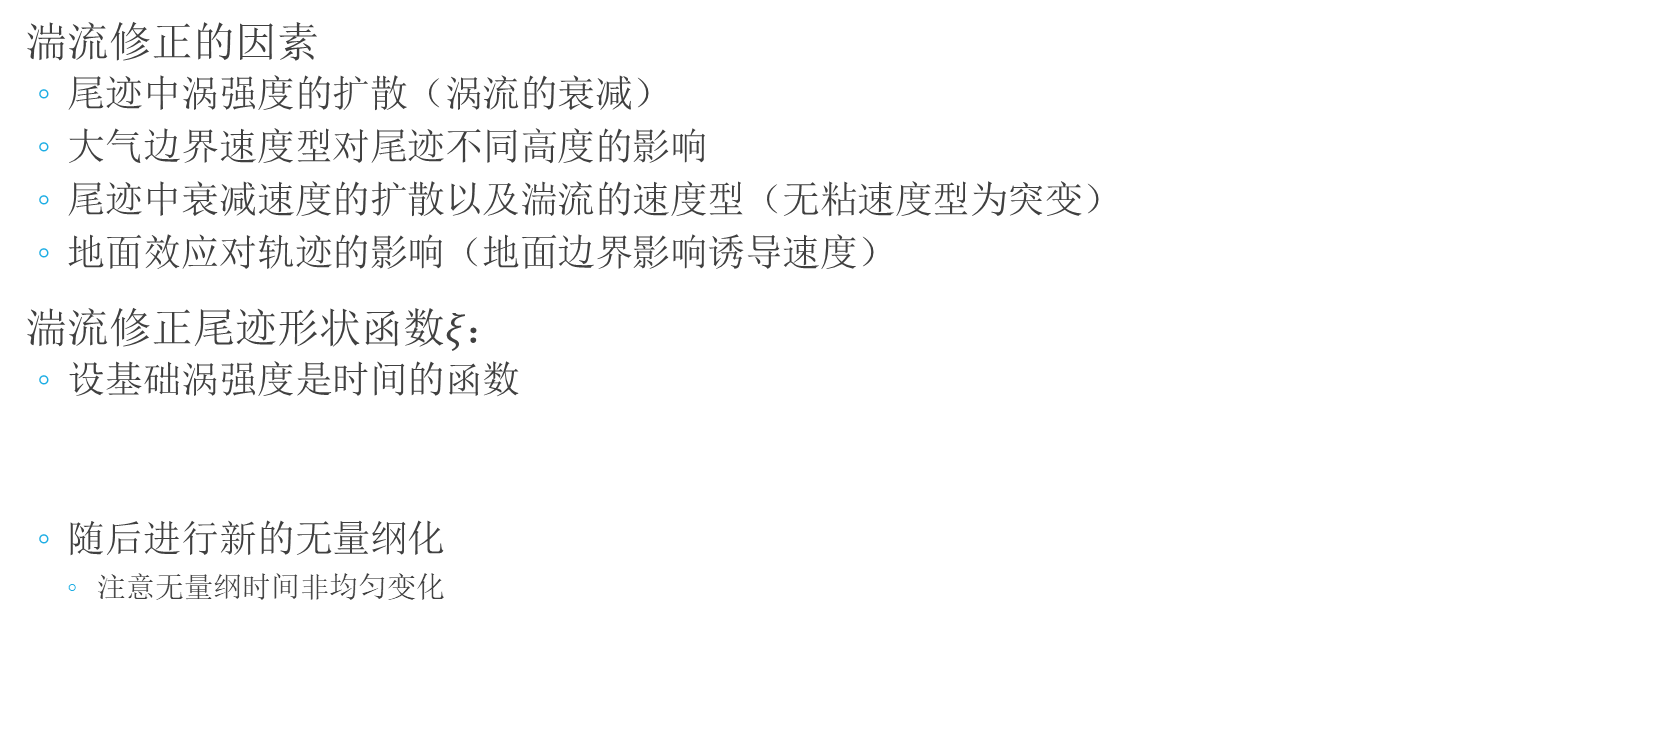 湍流修正的因素
◦ 尾迹中涡强度的扩散（涡流的衰减）
◦ 大气边界速度型对尾迹不同高度的影响
◦ 尾迹中衰减速度的扩散以及湍流的速度型（无粘速度型为突变）
◦ 地面效应对轨迹的影响（地面边界影响诱导速度）
湍流修正尾迹形状函数ξ：
◦ 设基础涡强度是时间的函数
◦ 随后进行新的无量纲化
◦ 注意无量纲时间非均匀变化